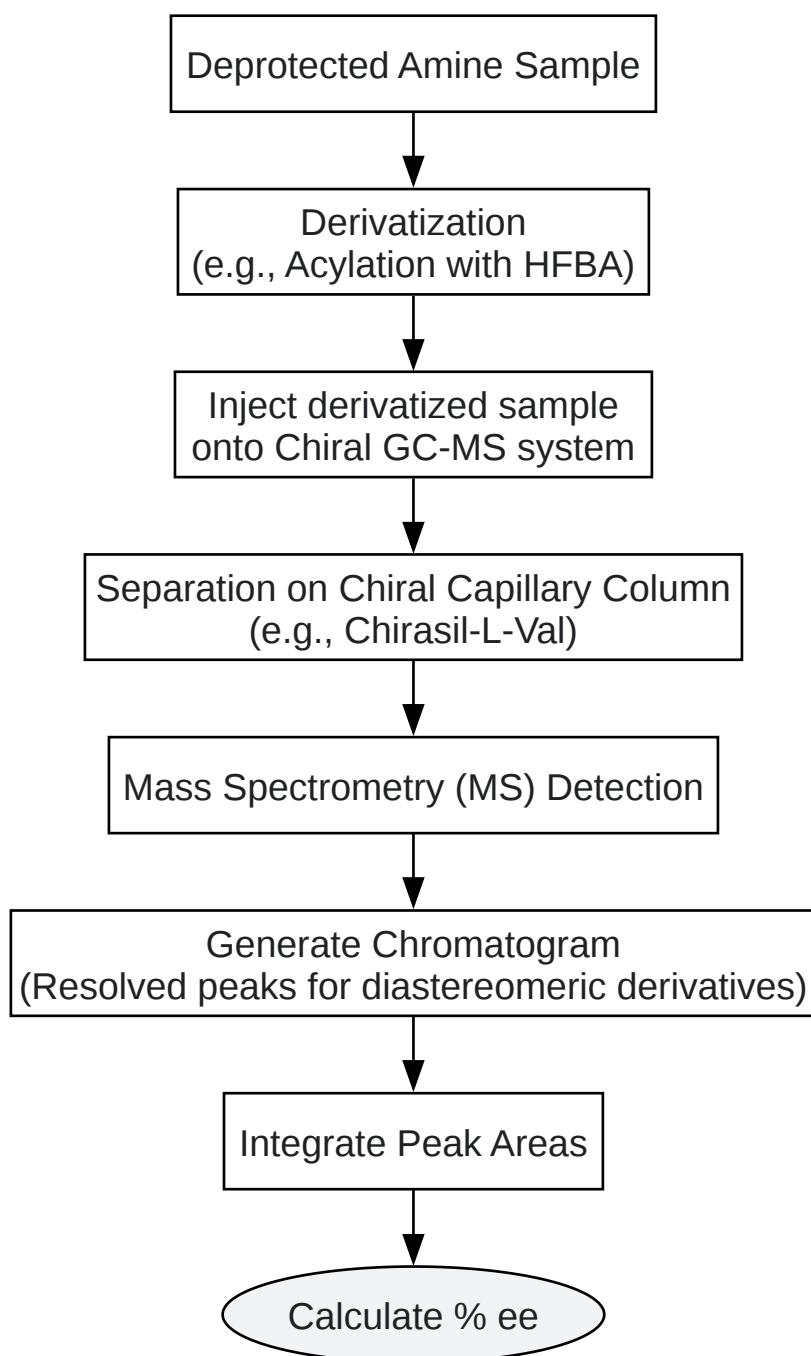 Deprotected Amine Sample
Derivatization
(e.g., Acylation with HFBA)
Inject derivatized sample
onto Chiral GC-MS system
Separation on Chiral Capillary Column
(e.g., Chirasil-L-Val)
Mass Spectrometry (MS) Detection
Generate Chromatogram
(Resolved peaks for diastereomeric derivatives)
Integrate Peak Areas
Calculate % ee